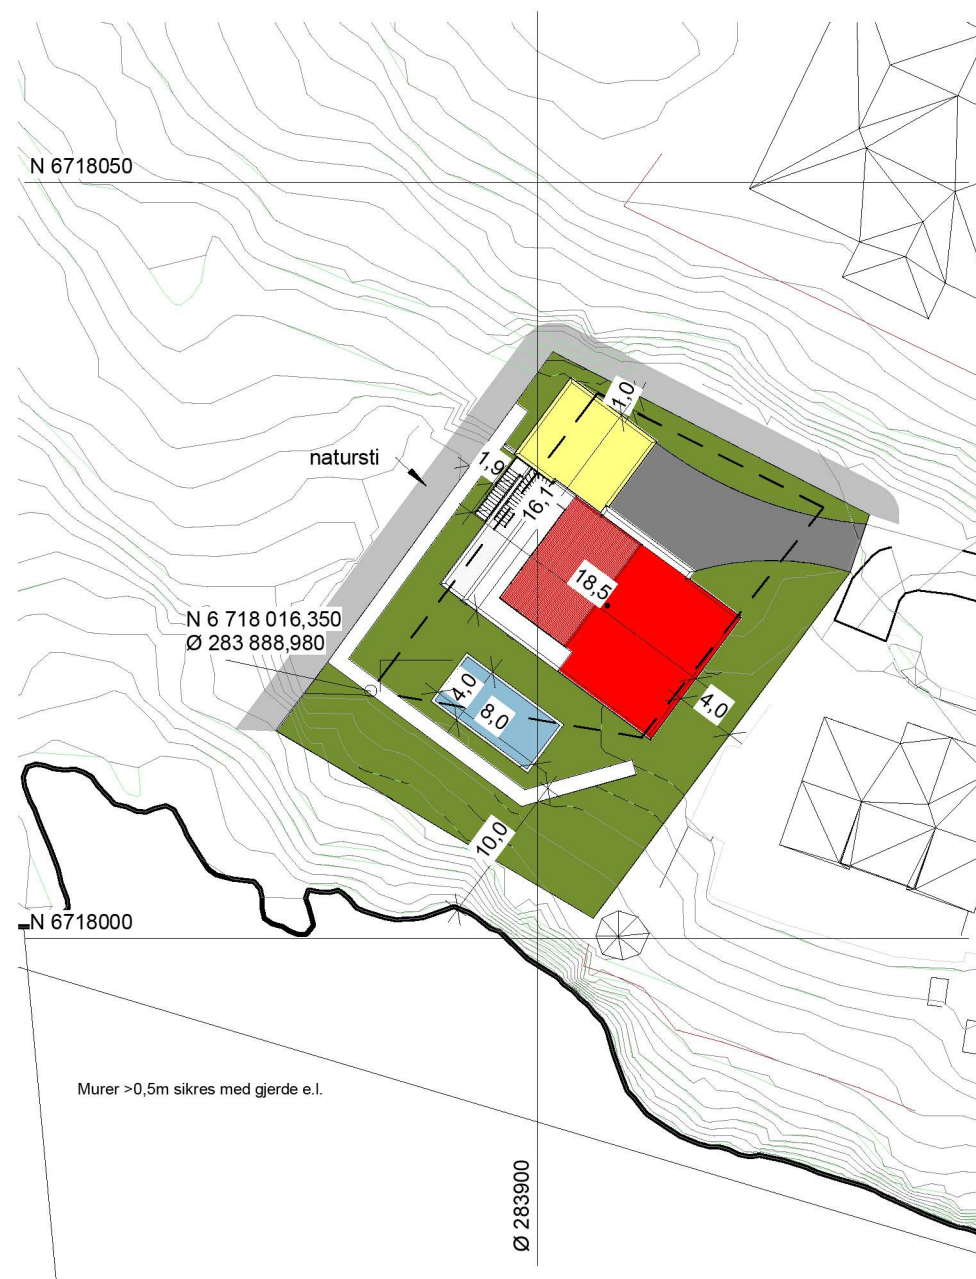 N 6718050
1,0
natursti
1,9
16,1
18,5
N 6 718 016,350
Ø 283 888,980
4,0
8,0
4,0
10,0
N 6718000
Murer >0,5m sikres med gjerde e.l.
Ø 283900